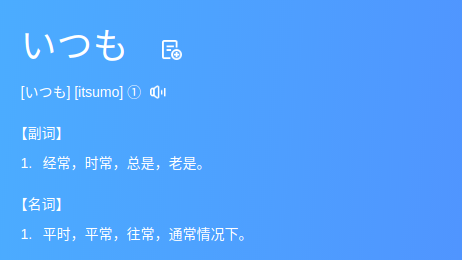 いつも
[いつも] [itsumo] ①
【副词】
1. 经常，时常，总是，老是。
【名词】
1. 平时，平常，往常，通常情况下。